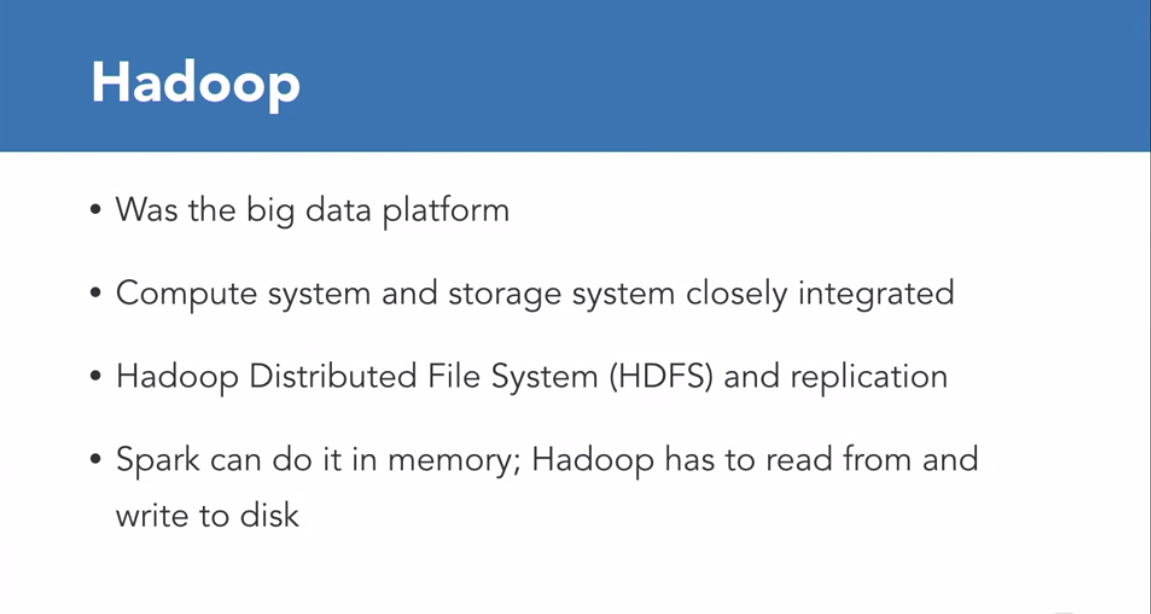 Hadoop
• Was the big data platform
• Compute system and storage system closely integrated
• Hadoop Distributed File System (HDFS) and replication
• Spark can do it in memory; Hadoop has to read from and
write to disk